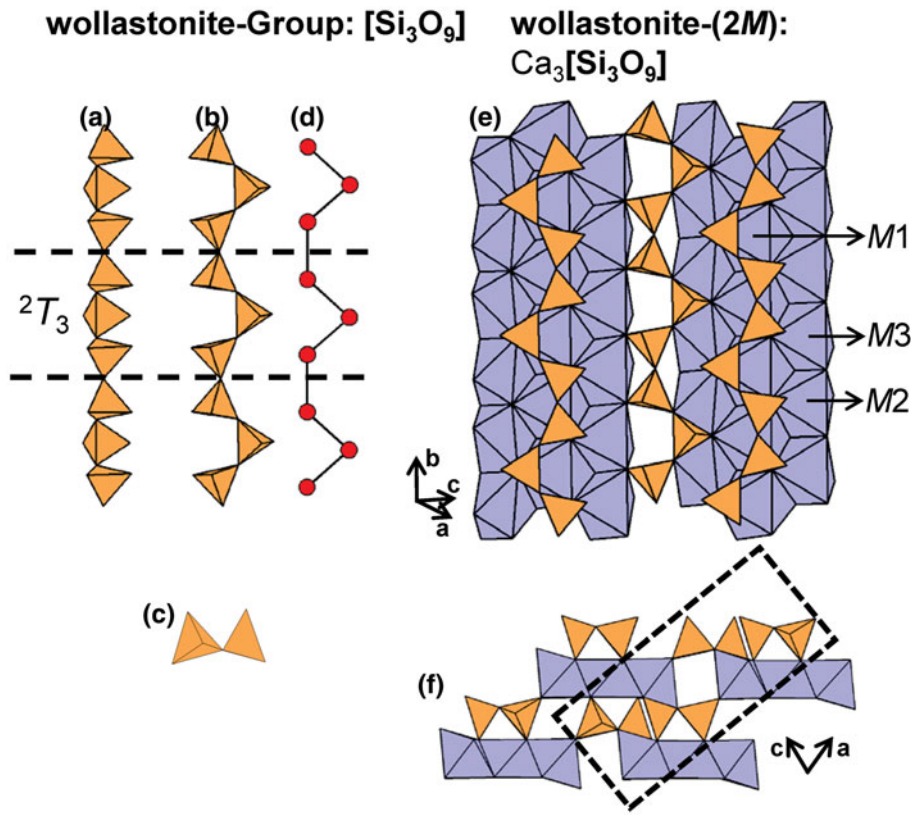 wollastonite-Group: [Si₃O₉]
wollastonite-(2M):
Ca₃[Si₃O₉]
(a)
(b)
(d)
(e)
²T₃
M1
M3
M2
b
c
a
(c)
(f)
c
a